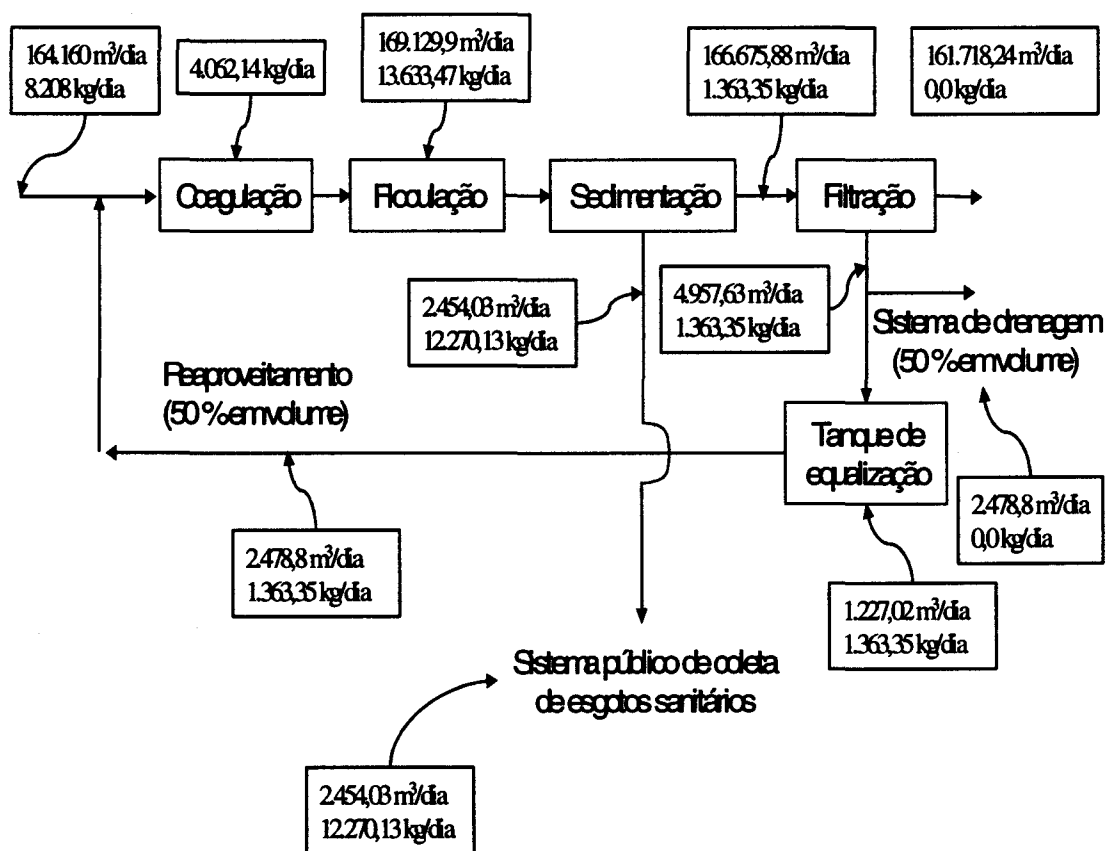 164.160 m³/dia
8.208 kg/dia
4.062,14 kg/dia
169.129,9 m³/dia
13.633,47 kg/dia
166.675,88 m³/dia
1.363,35 kg/dia
161.718,24 m³/dia
0,0 kg/dia
Coagulação
Floculação
Sedimentação
Filtração
2.454,03 m³/dia
12.270,13 kg/dia
4.957,63 m³/dia
1.363,35 kg/dia
Sistema de drenagem
(50 % em volume)
Reaproveitamento
(50 % em volume)
Tanque de
equalização
2.478,8 m³/dia
1.363,35 kg/dia
2.478,8 m³/dia
0,0 kg/dia
1.227,02 m³/dia
1.363,35 kg/dia
Sistema público de coleta
de esgotos sanitários
2.454,03 m³/dia
12.270,13 kg/dia